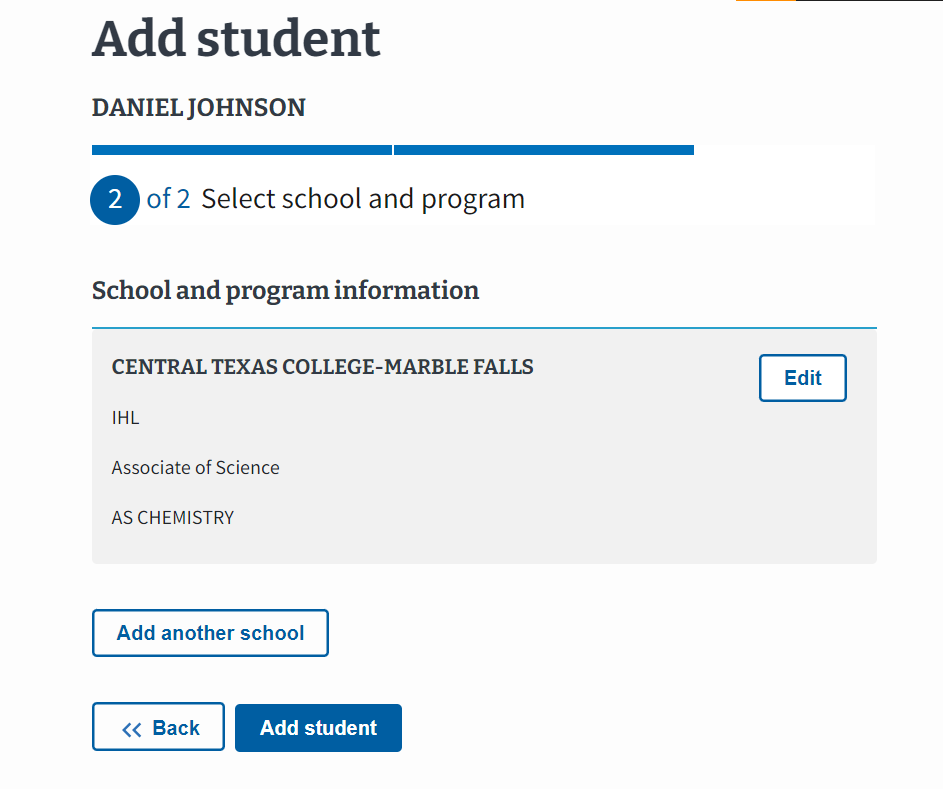 Add student
DANIEL JOHNSON
2 of 2 Select school and program
School and program information
CENTRAL TEXAS COLLEGE-MARBLE FALLS
Edit
IHL
Associate of Science
AS CHEMISTRY
Add another school
Back
Add student